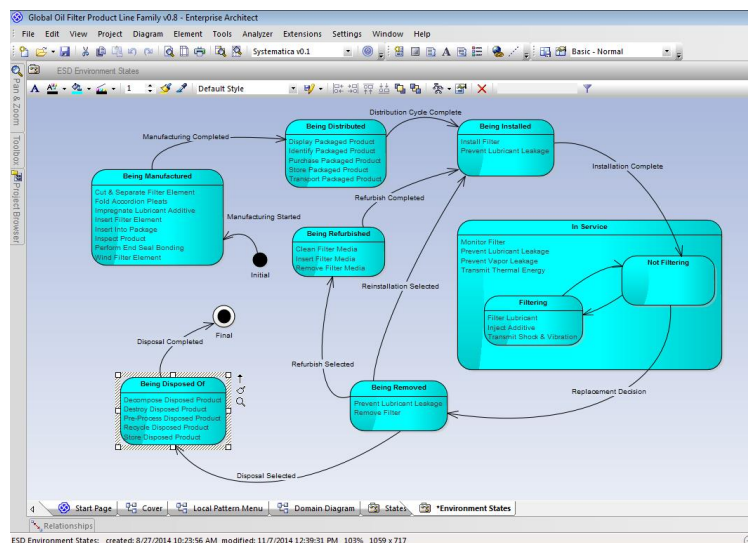 Global Oil Filter Product Line Family v0.8 - Enterprise Architect
File Edit View Project Diagram Element Tools Analyzer Extensions Settings Window Help
Systematica v0.1
Basic - Normal
ESD Environment States
A
1
Default Style
Pan & Zoom
Toolbox
Project Browser
Distribution Cycle Complete
Being Distributed
Display Packaged Product
Identify Packaged Product
Purchase Packaged Product
Store Packaged Product
Transport Packaged Product
Being Installed
Install Filter
Prevent Lubricant Leakage
Manufacturing Completed
Installation Complete
Being Manufactured
Cut & Separate Filter Element
Fold Accordion Pleats
Impregnate Lubricant Additive
Insert Filter Element
Insert Into Package
Inspect Product
Perform End Seal Bonding
Wind Filter Element
Refurbish Completed
Manufacturing Started
Initial
Being Refurbished
Clean Filter Media
Insert Filter Media
Remove Filter Media
In Service
Monitor Filter
Prevent Lubricant Leakage
Prevent Vapor Leakage
Transmit Thermal Energy
Not Filtering
Filtering
Filter Lubricant
Inject Additive
Transmit Shock & Vibration
Reinstallation Selected
Final
Disposal Completed
Refurbish Selected
Being Disposed Of
Decompose Disposed Product
Destroy Disposed Product
Pre-Process Disposed Product
Recycle Disposed Product
Store Disposed Product
Being Removed
Prevent Lubricant Leakage
Remove Filter
Replacement Decision
Disposal Selected
Start Page Cover Local Pattern Menu Domain Diagram States *Environment States
Relationships
ESD Environment States: created: 8/27/2014 10:23:56 AM modified: 11/7/2014 12:39:31 PM 103% 1059 x 717